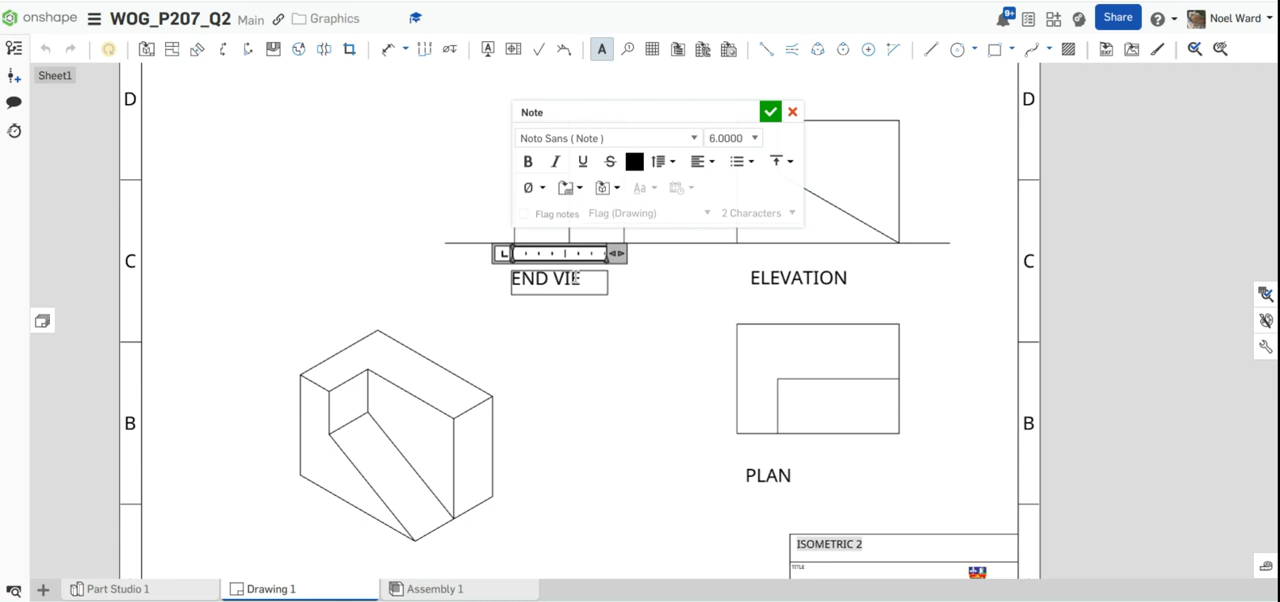 onshape WOG_P207_Q2 Main Graphics
9+ Share Noel Ward
Sheet1
D D
Note
Noto Sans ( Note ) 6.0000
B I U S
Ø Aa
Flag notes Flag (Drawing) 2 Characters
C C
L
END VIE
ELEVATION
B B
PLAN
ISOMETRIC 2
TITLE
Part Studio 1 Drawing 1 Assembly 1